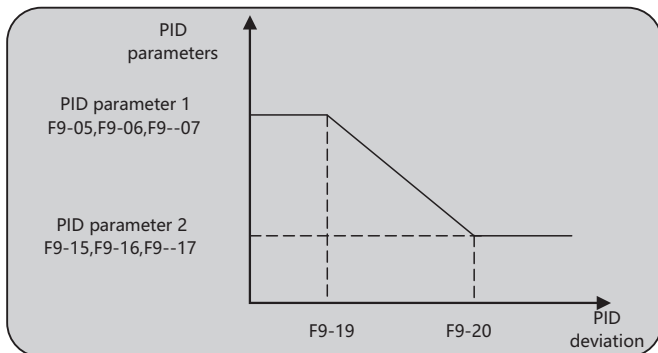 PID
parameters
PID parameter 1
F9-05,F9-06,F9--07
PID parameter 2
F9-15,F9-16,F9--17
F9-19
F9-20
PID
deviation